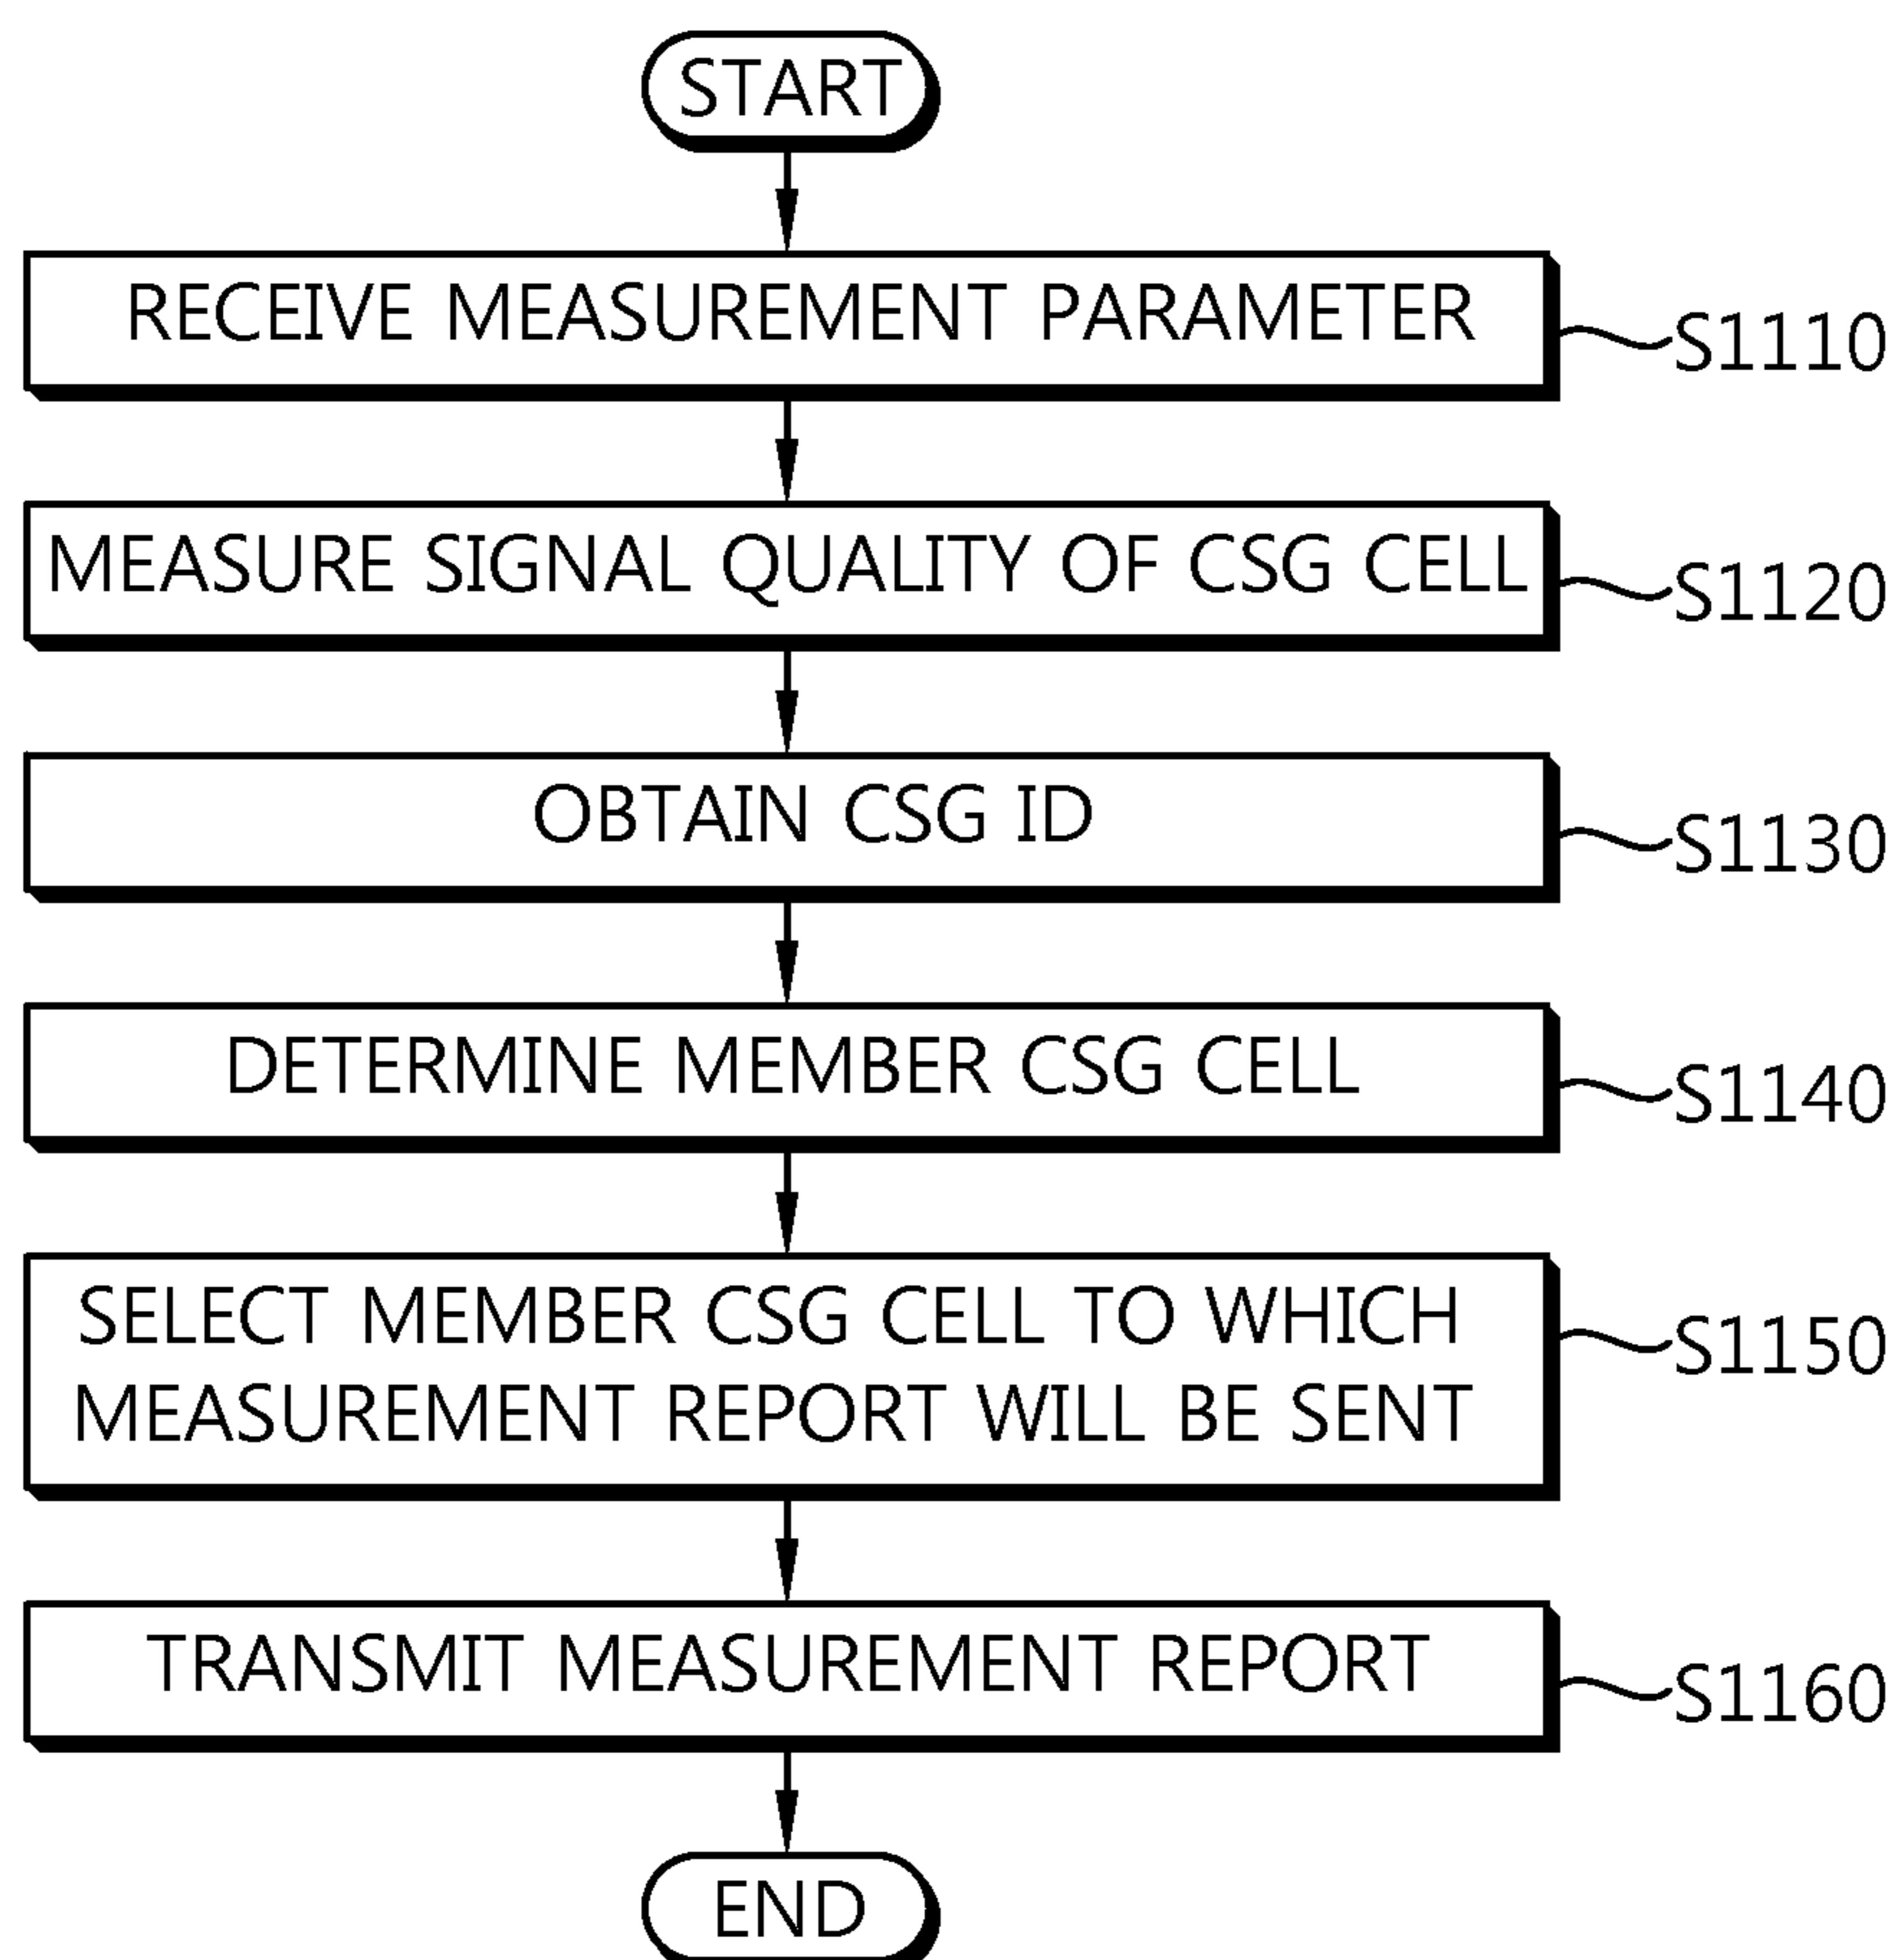 START
RECEIVE MEASUREMENT PARAMETER
S1110
MEASURE SIGNAL QUALITY OF CSG CELL
S1120
OBTAIN CSG ID
S1130
DETERMINE MEMBER CSG CELL
S1140
SELECT MEMBER CSG CELL TO WHICH
MEASUREMENT REPORT WILL BE SENT
S1150
TRANSMIT MEASUREMENT REPORT
S1160
END